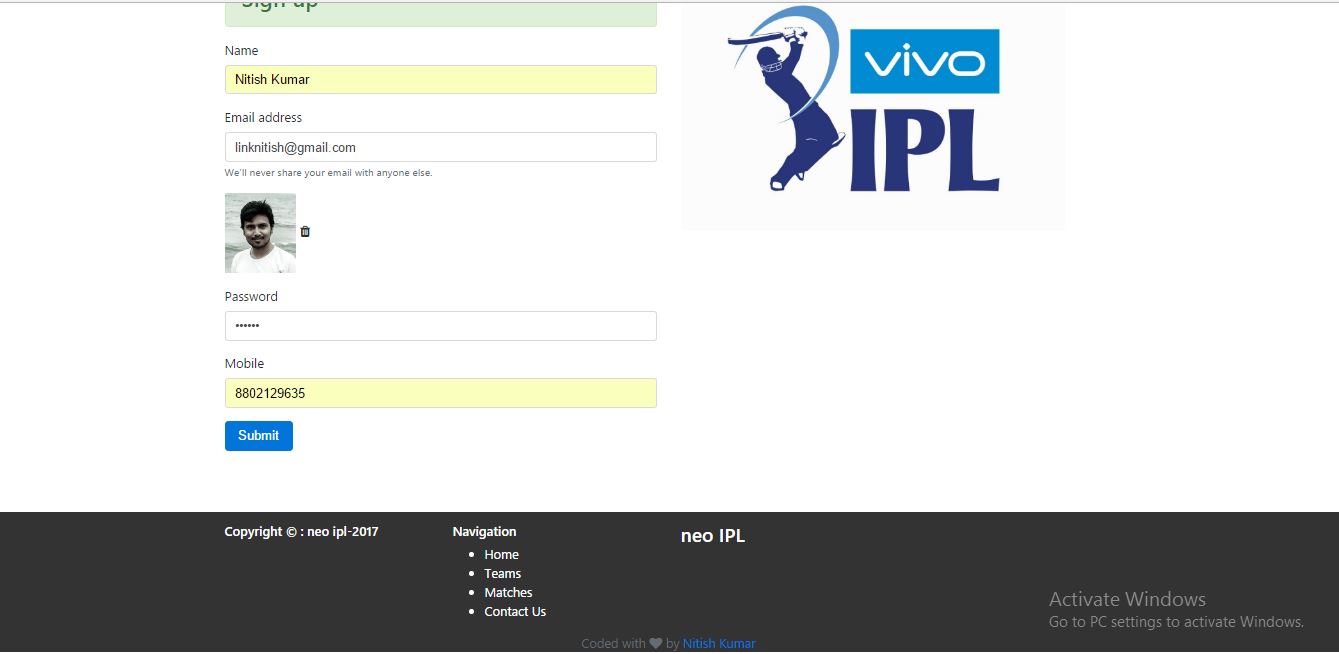 Sign up
Name
Nitish Kumar
Email address
linknitish@gmail.com
We'll never share your email with anyone else.
Password
••••••
Mobile
8802129635
Submit
vivo
IPL
Copyright © : neo ipl-2017
Navigation
Home
Teams
Matches
Contact Us
neo IPL
Activate Windows
Go to PC settings to activate Windows.
Coded with ♥ by Nitish Kumar